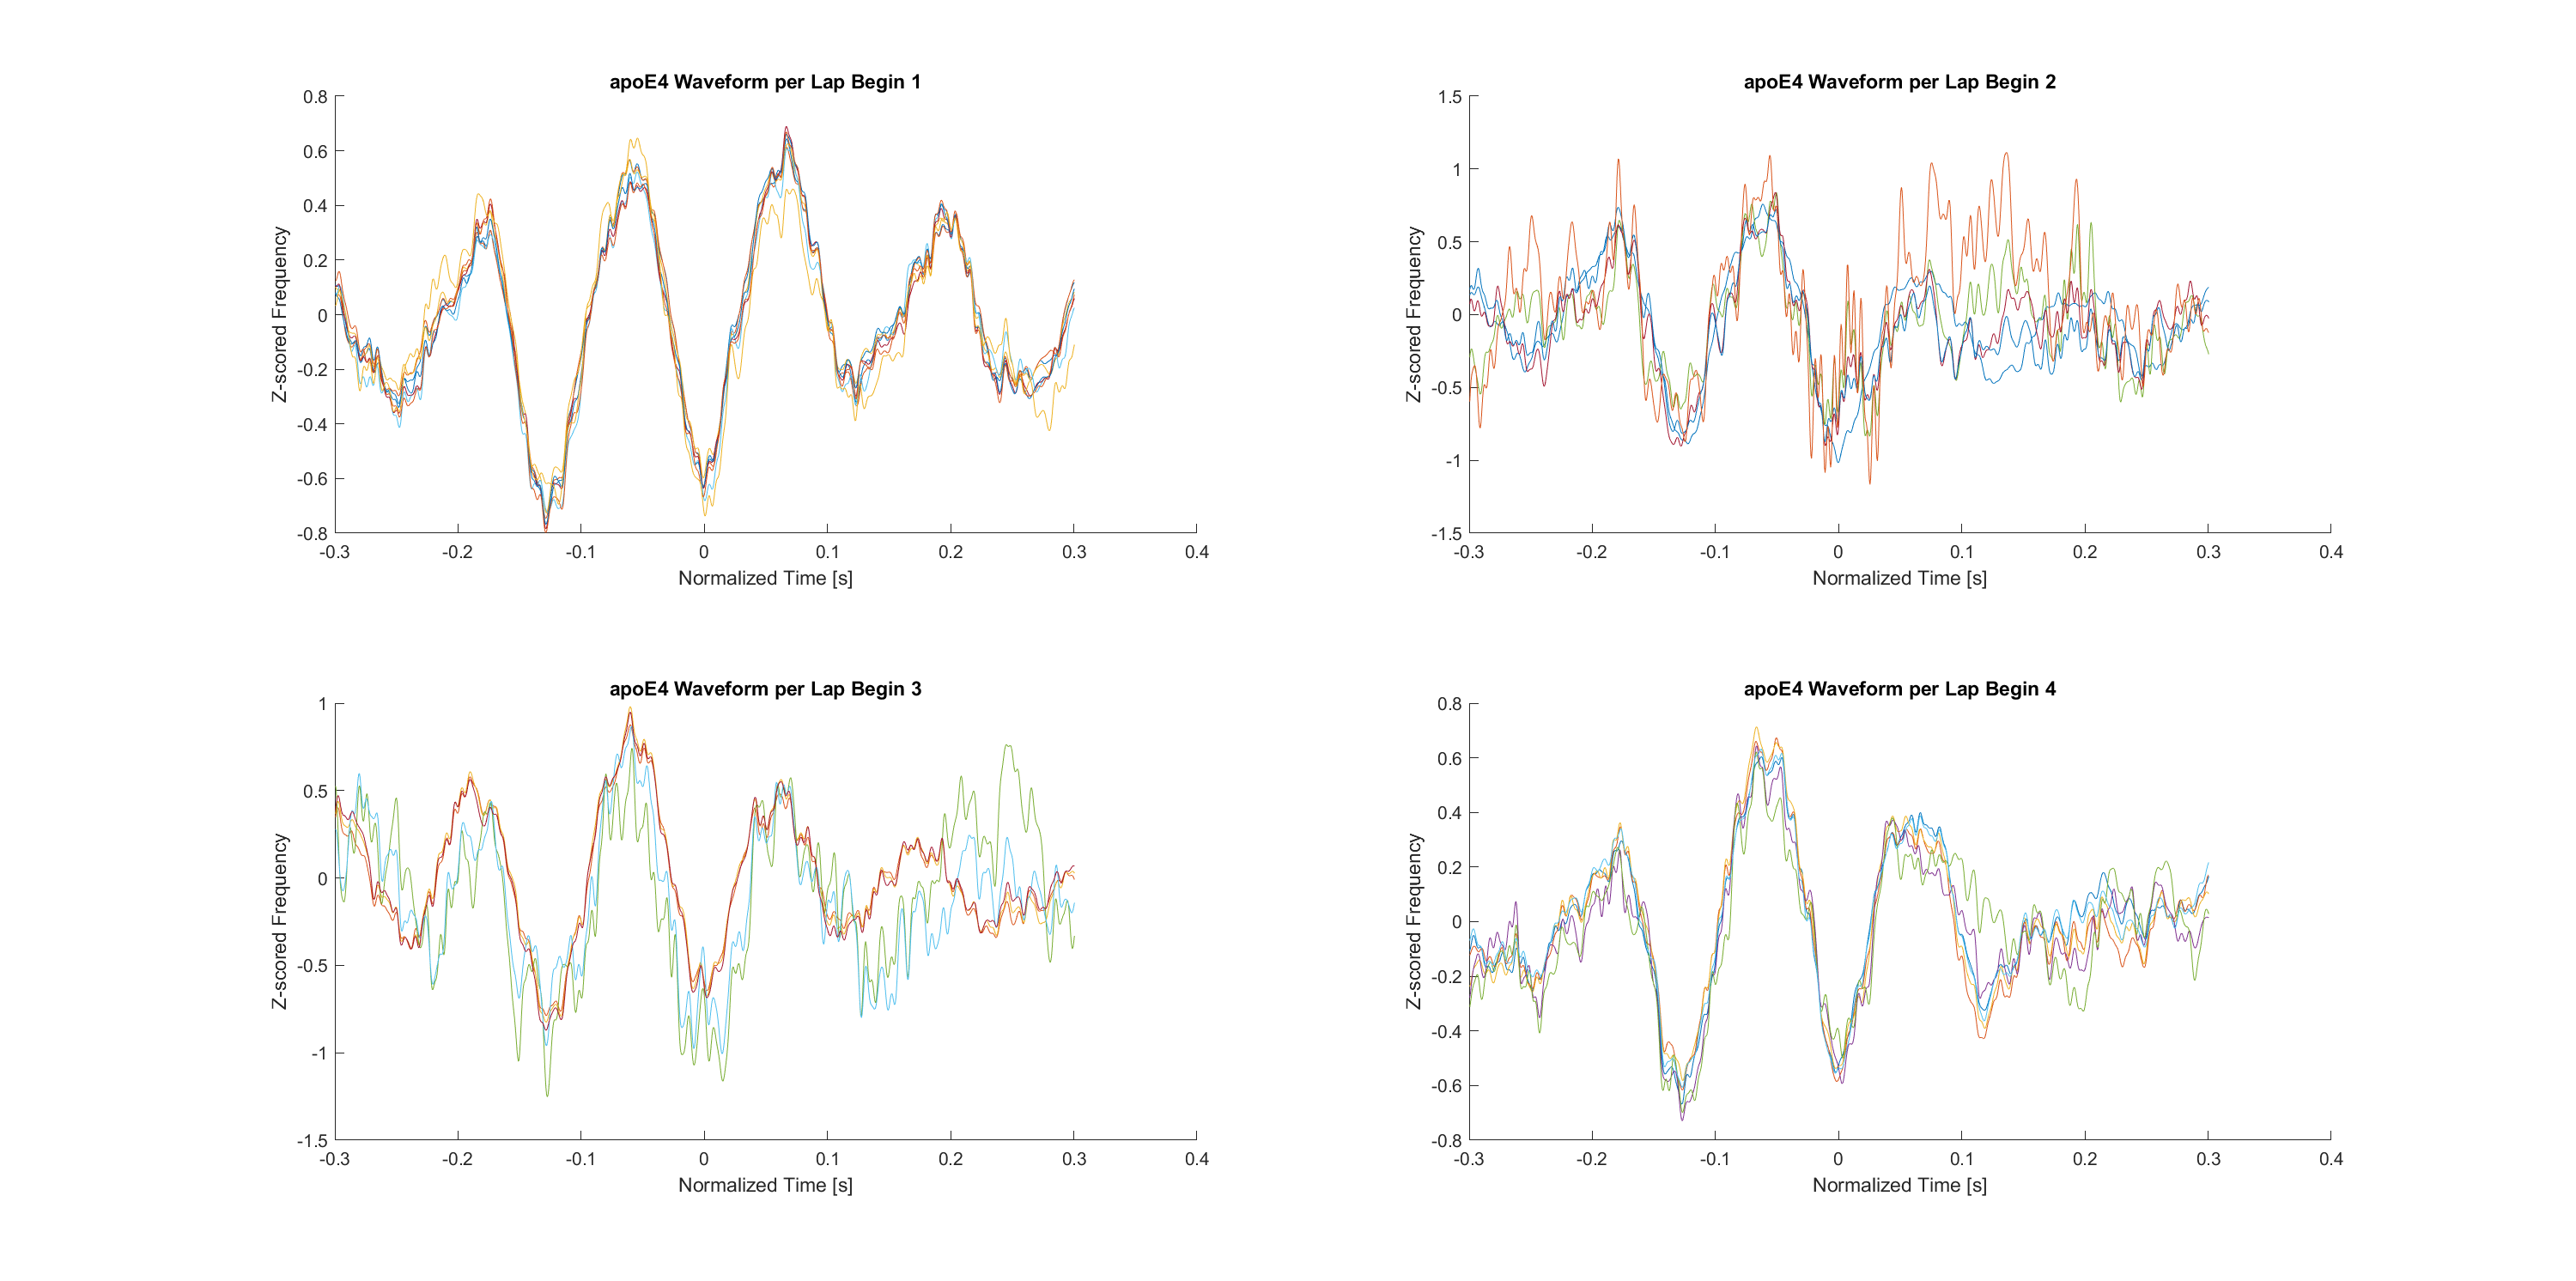 apoE4 Waveform per Lap Begin 1
0.8
0.6
0.4
0.2
0
-0.2
-0.4
-0.6
-0.8
Z-scored Frequency
-0.3 -0.2 -0.1 0 0.1 0.2 0.3 0.4
Normalized Time [s]
apoE4 Waveform per Lap Begin 2
1.5
1
0.5
0
-0.5
-1
-1.5
Z-scored Frequency
-0.3 -0.2 -0.1 0 0.1 0.2 0.3 0.4
Normalized Time [s]
apoE4 Waveform per Lap Begin 3
1
0.5
0
-0.5
-1
-1.5
Z-scored Frequency
-0.3 -0.2 -0.1 0 0.1 0.2 0.3 0.4
Normalized Time [s]
apoE4 Waveform per Lap Begin 4
0.8
0.6
0.4
0.2
0
-0.2
-0.4
-0.6
-0.8
Z-scored Frequency
-0.3 -0.2 -0.1 0 0.1 0.2 0.3 0.4
Normalized Time [s]